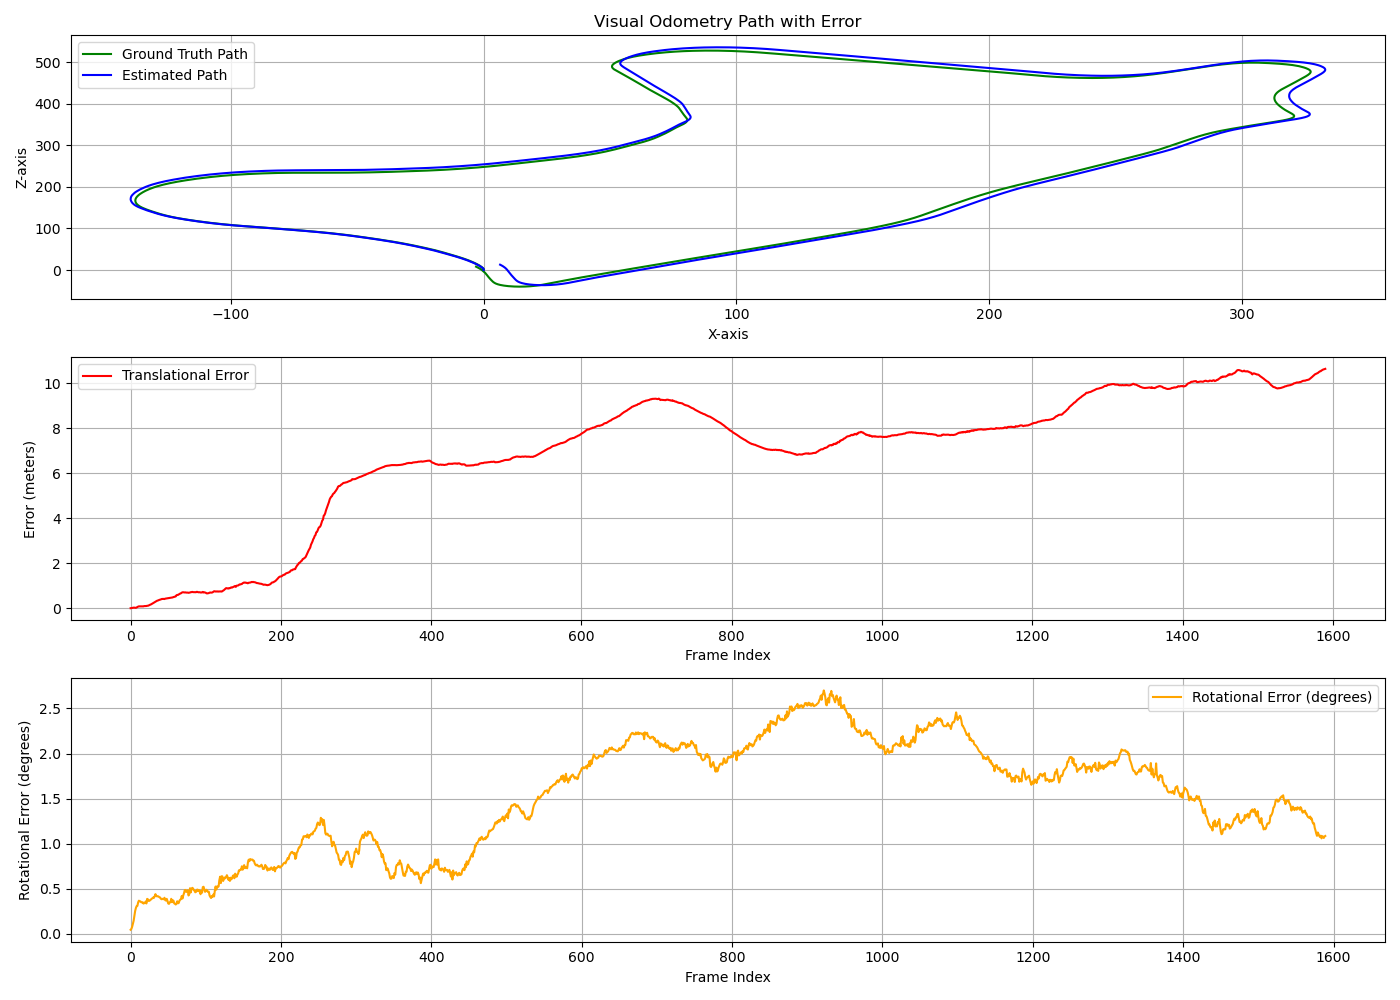 Visual Odometry Path with Error
Ground Truth Path
Estimated Path
Z-axis
500
400
300
200
100
0
−100 0 100 200 300
X-axis
Translational Error
Error (meters)
10
8
6
4
2
0
0 200 400 600 800 1000 1200 1400 1600
Frame Index
Rotational Error (degrees)
Rotational Error (degrees)
2.5
2.0
1.5
1.0
0.5
0.0
0 200 400 600 800 1000 1200 1400 1600
Frame Index